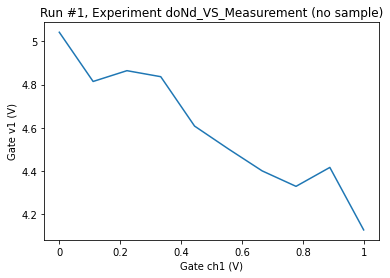 Run #1, Experiment doNd_VS_Measurement (no sample)
5
4.8
4.6
4.4
4.2
Gate v1 (V)
0 0.2 0.4 0.6 0.8 1
Gate ch1 (V)